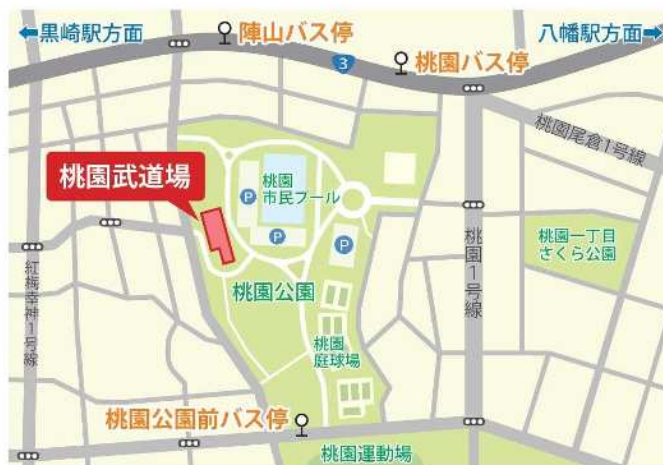 ←黒崎駅方面
陣山バス停
八幡駅方面→
3
桃園バス停
桃園尾倉1号線
桃園武道場
P
桃園
市民プール
P
P
桃園一丁目
さくら公園
桃園1号線
紅梅幸神1号線
桃園公園
桃園
庭球場
桃園公園前バス停
桃園運動場